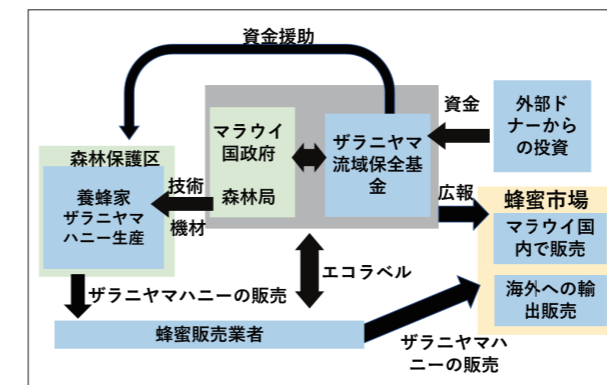 資金援助
マラウイ
国政府
森林局
ザラニヤマ
流域保全基
金
資金
外部ド
ナーから
の投資
森林保護区
養蜂家
ザラニヤマ
ハニー生産
技術
機材
広報
蜂蜜市場
マラウイ国
内で販売
海外への輸
出販売
エコラベル
ザラニヤマハニーの販売
蜂蜜販売業者
ザラニヤマハ
ニーの販売